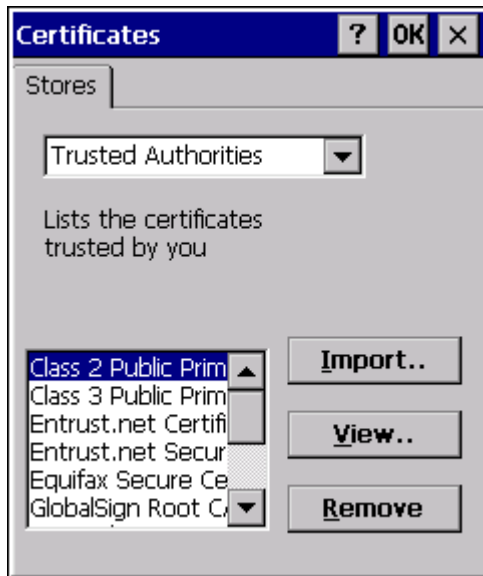 Certificates ? OK ×
Stores
Trusted Authorities
Lists the certificates
trusted by you
Class 2 Public Prim
Class 3 Public Prim
Entrust.net Certifi
Entrust.net Secur
Equifax Secure Ce
GlobalSign Root CA
Import..
View..
Remove